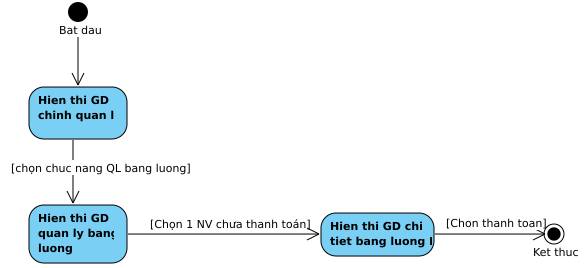 Bat dau
Hien thi GD
chinh quan l
[chọn chuc nang QL bang luong]
Hien thi GD
quan ly bang
luong
[Chọn 1 NV chưa thanh toán]
Hien thi GD chi
tiet bang luong l
[Chon thanh toan]
Ket thuc